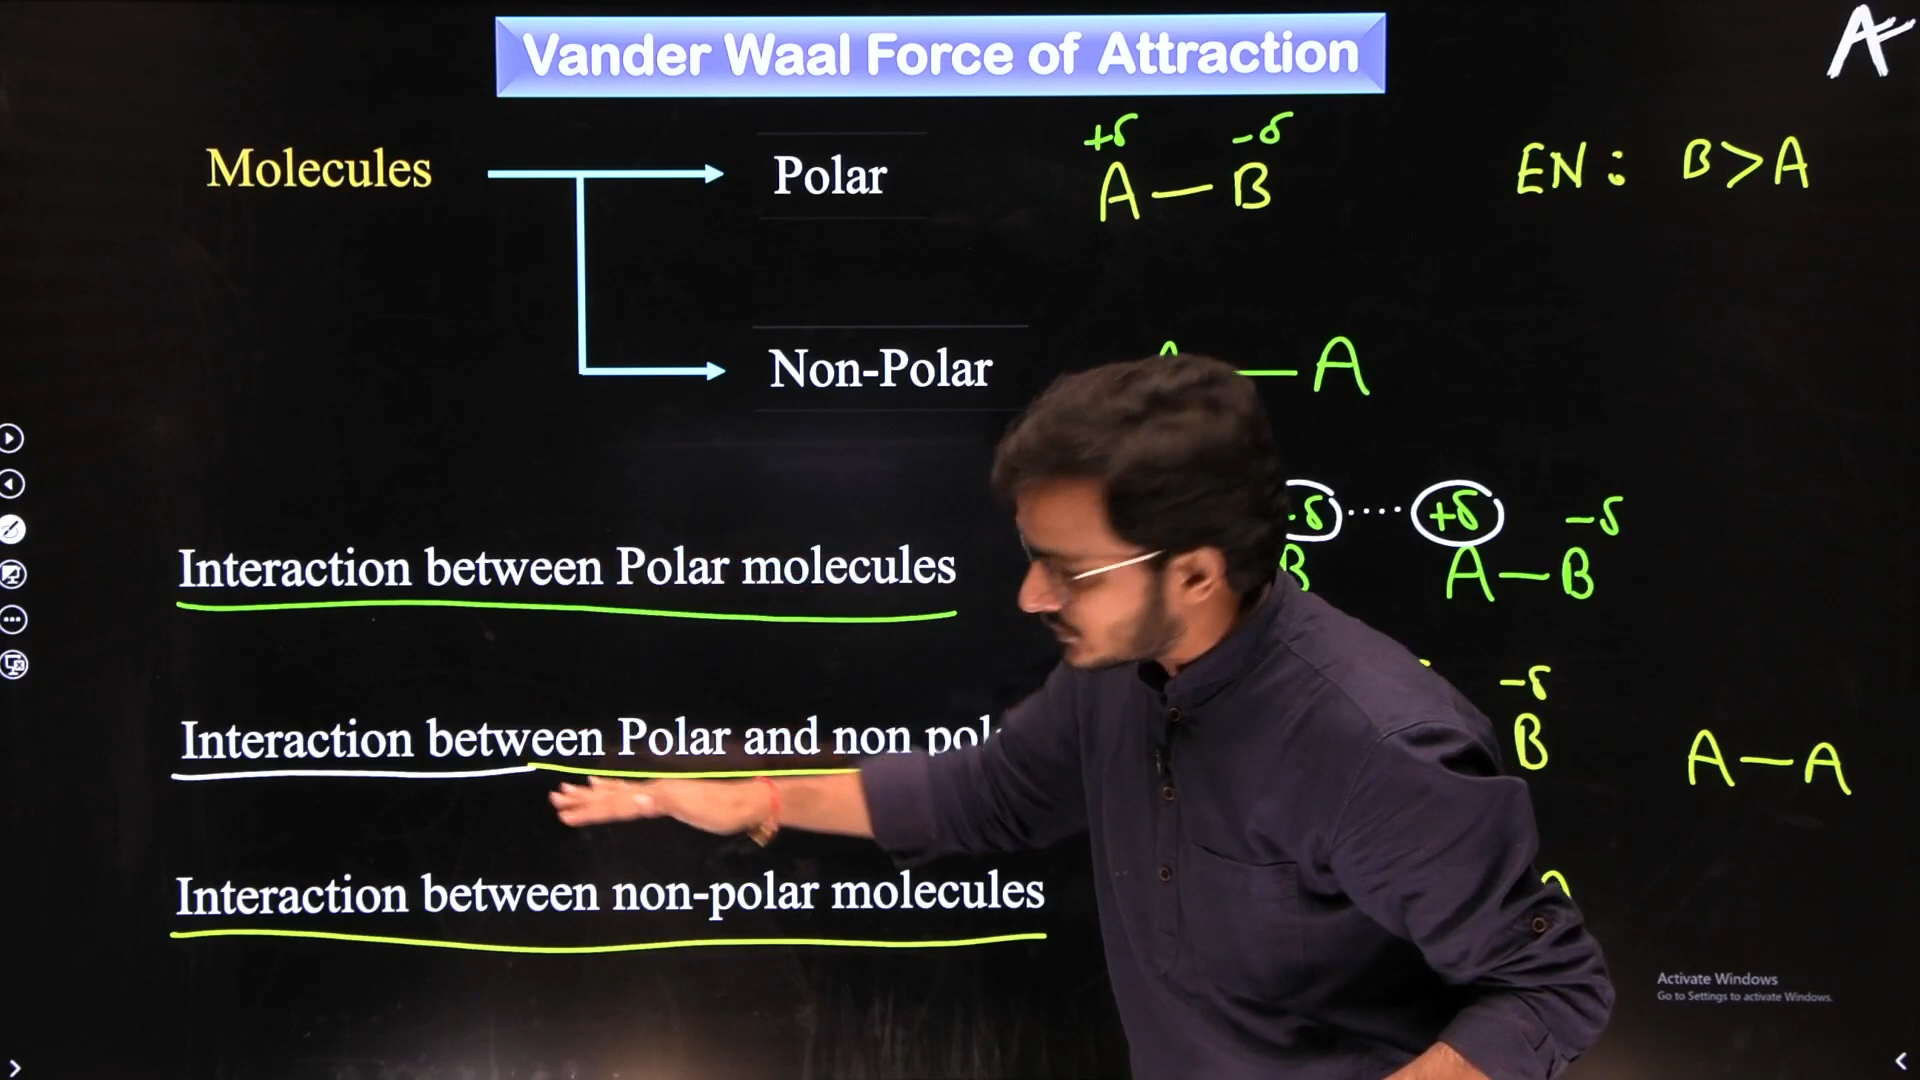 Vander Waal Force of Attraction
Molecules
Polar
+δ -δ
A — B
EN : B > A
Non-Polar
— A
-δ ···· +δ -δ
B A — B
Interaction between Polar molecules
Interaction between Polar and non
-δ
B A — A
Interaction between non-polar molecules
Activate Windows
Go to Settings to activate Windows.